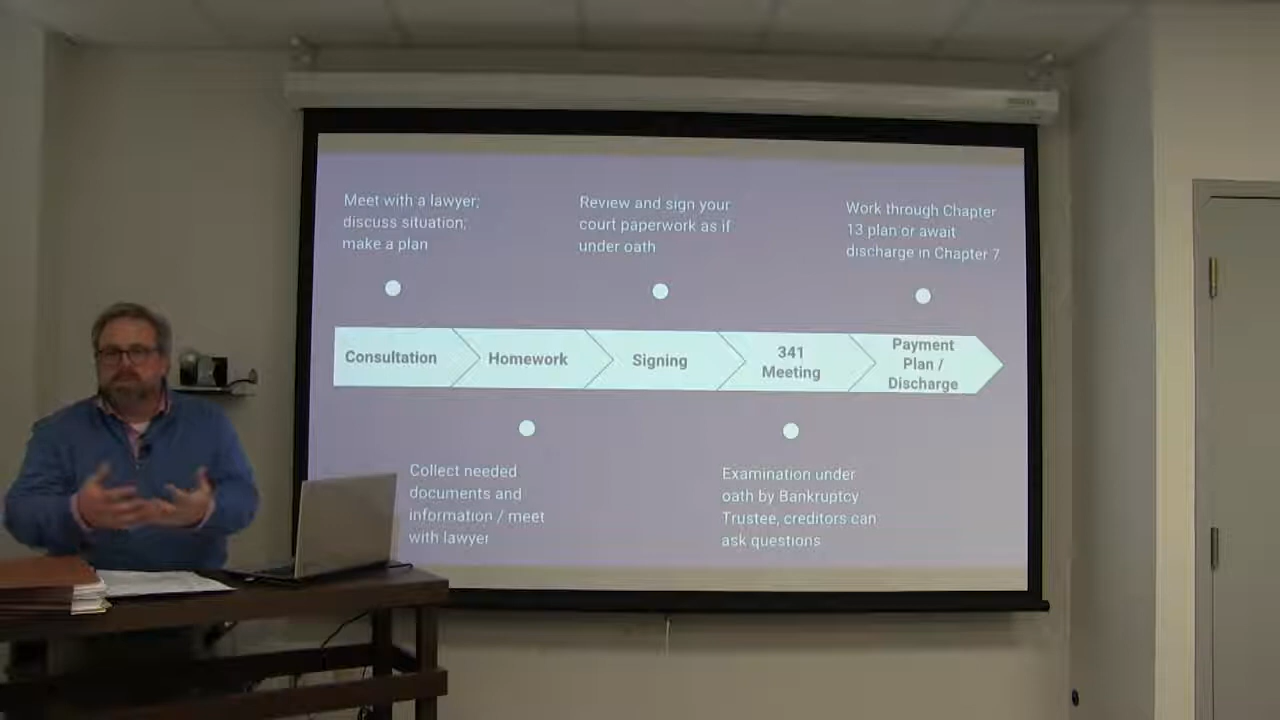 Meet with a lawyer;
discuss situation;
make a plan
Review and sign your
court paperwork as if
under oath
Work through Chapter
13 plan or await
discharge in Chapter 7
Consultation
Homework
Signing
341
Meeting
Payment
Plan /
Discharge
Collect needed
documents and
information / meet
with lawyer
Examination under
oath by Bankruptcy
Trustee, creditors can
ask questions